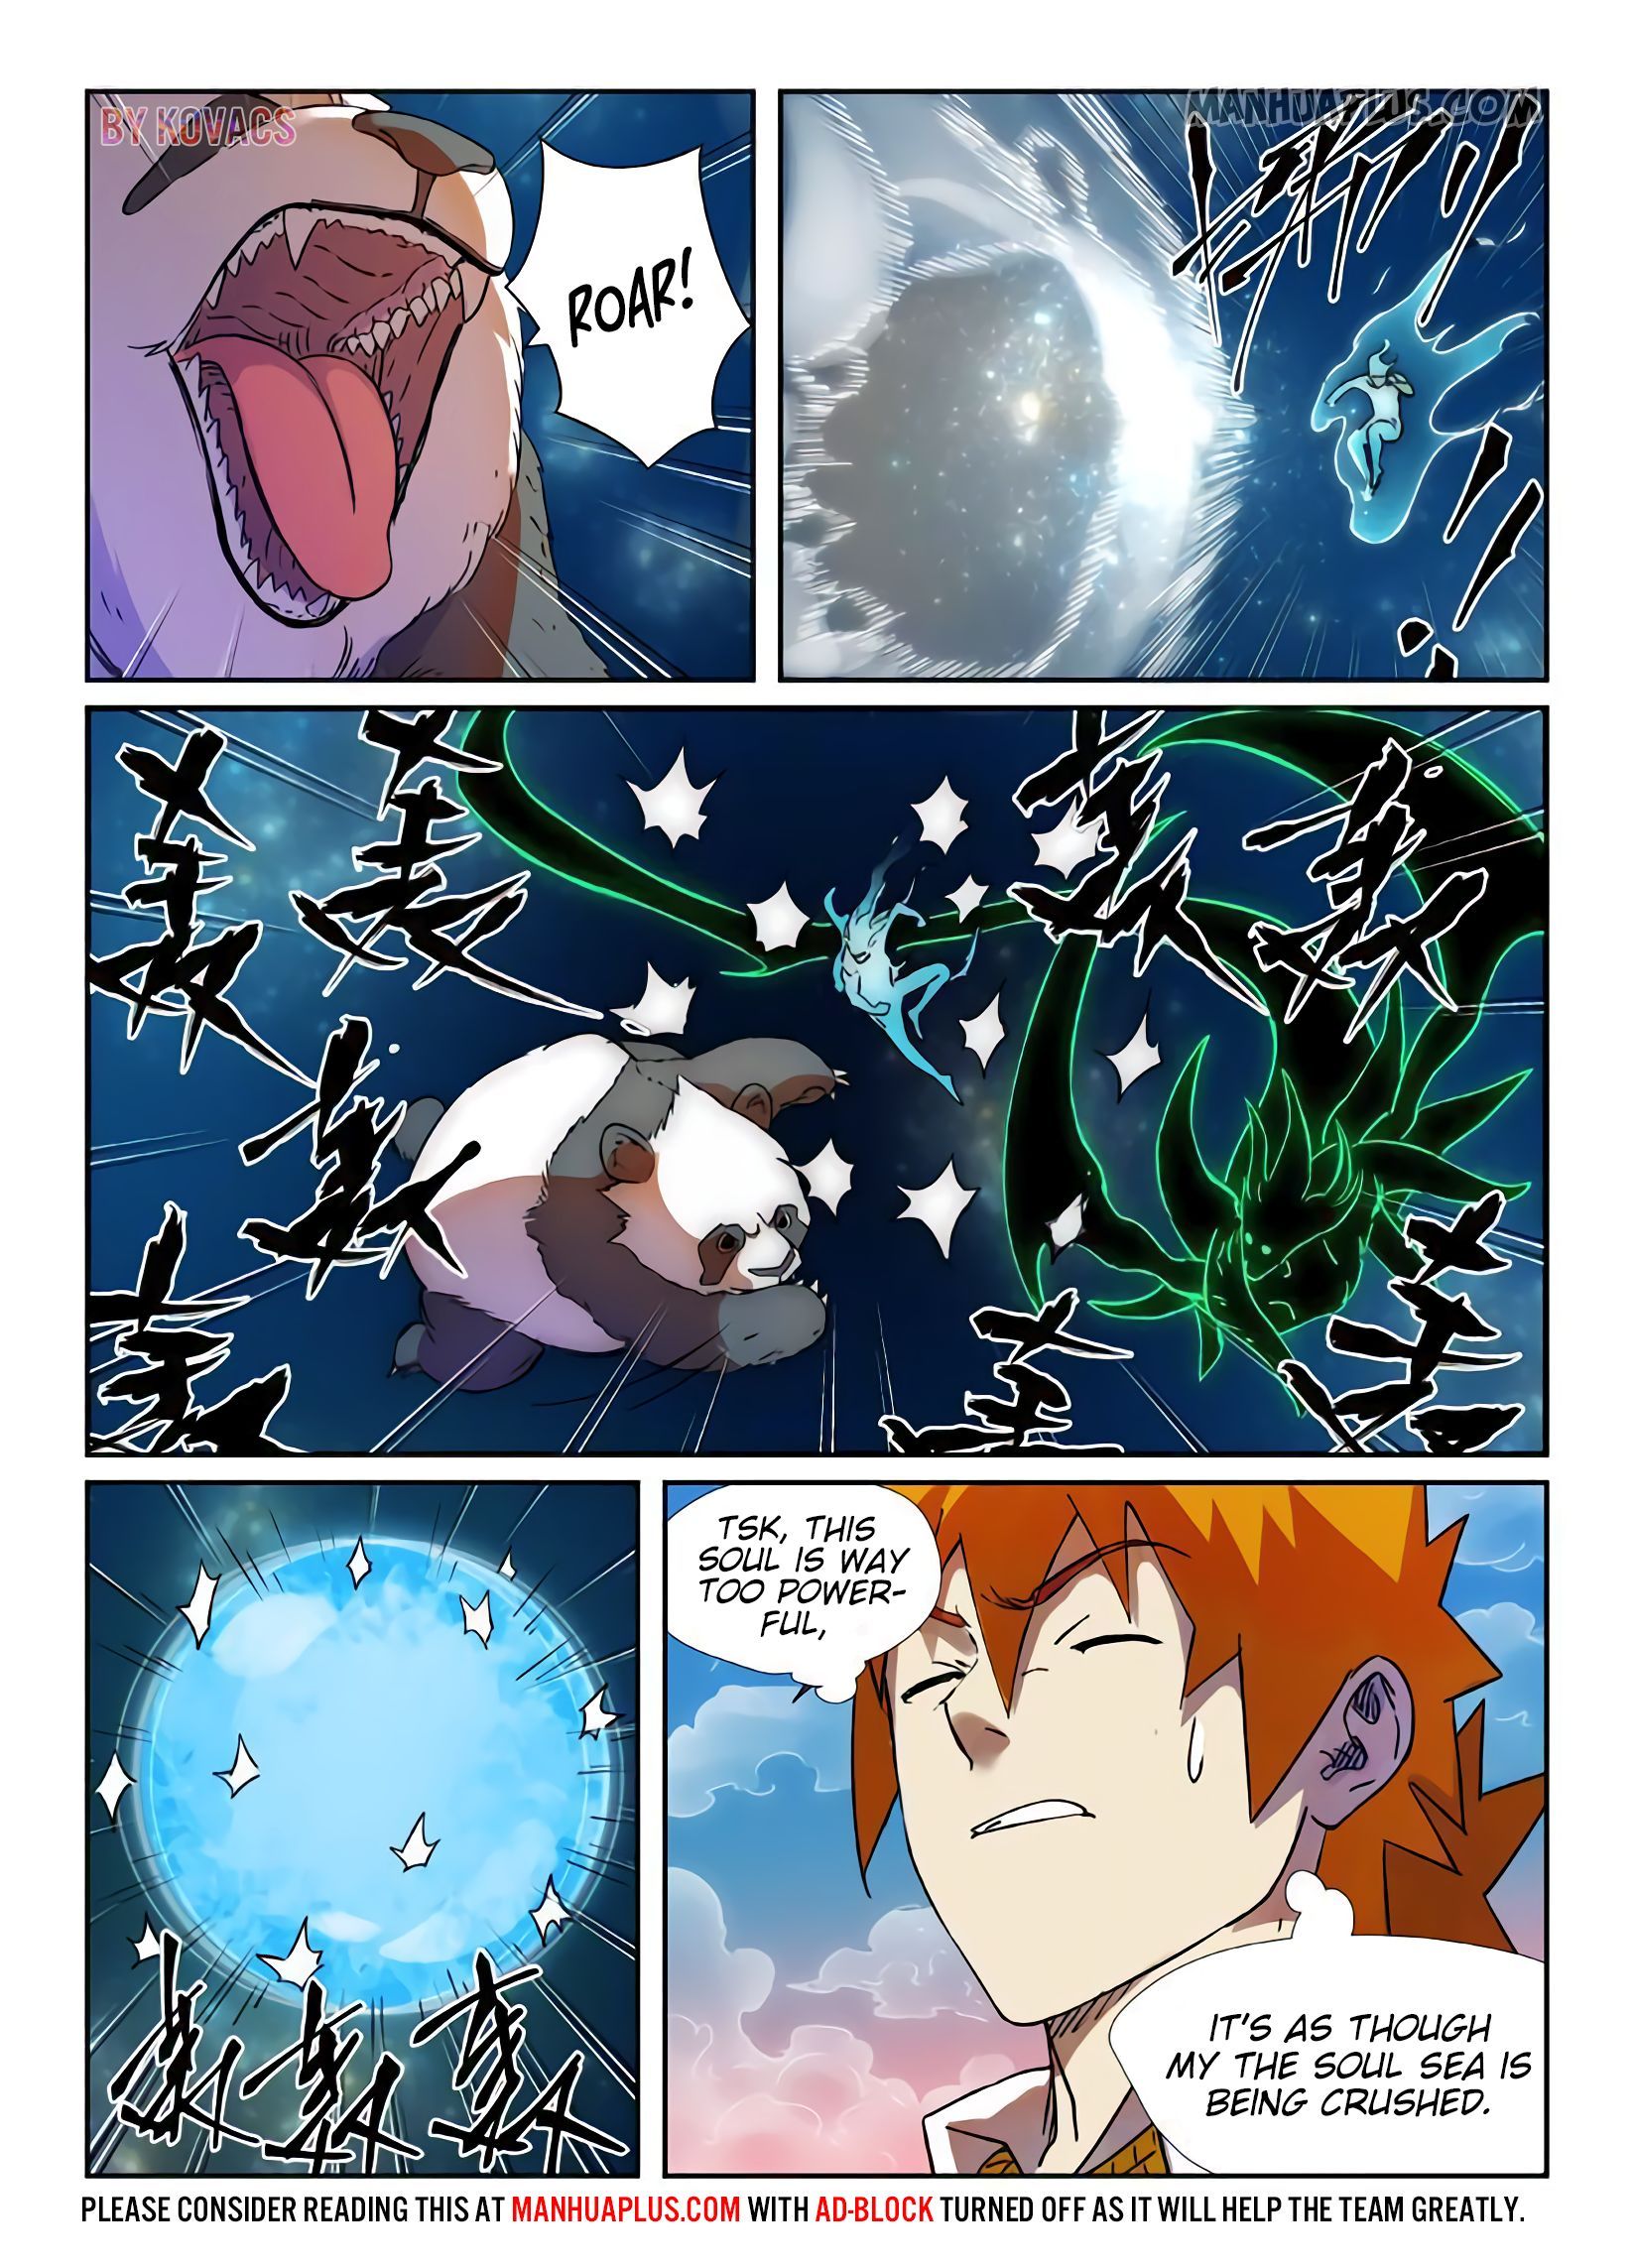 BY KOVACS
MANHUAPLUS.COM
ROAR!
TSK, THIS
SOUL IS WAY
TOO POWER-
FUL,
IT'S AS THOUGH
MY THE SOUL SEA IS
BEING CRUSHED.
PLEASE CONSIDER READING THIS AT MANHUAPLUS.COM WITH AD-BLOCK TURNED OFF AS IT WILL HELP THE TEAM GREATLY.